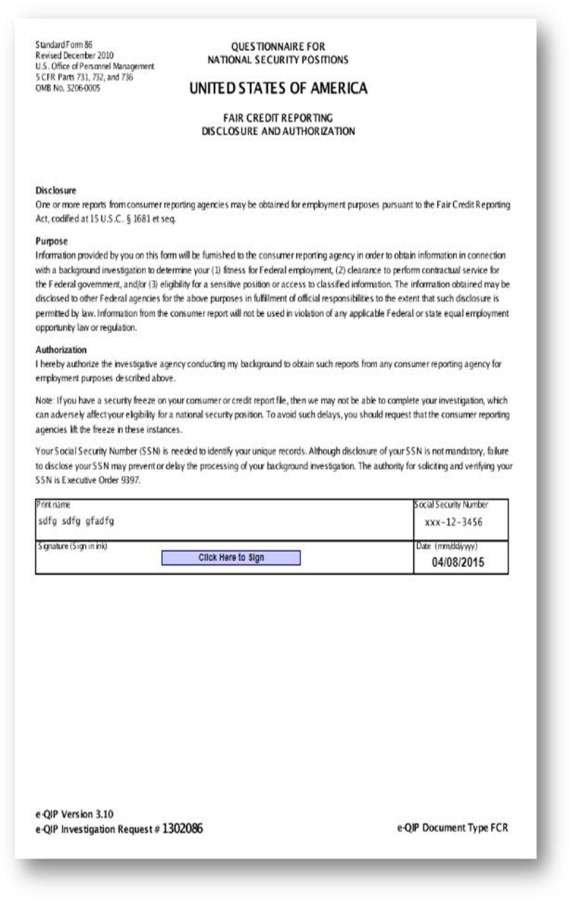 Standard Form 86
Revised December 2010
U.S. Office of Personnel Management
5 CFR Parts 731, 732, and 736
OMB No. 3206-0005
QUESTIONNAIRE FOR
NATIONAL SECURITY POSITIONS
UNITED STATES OF AMERICA
FAIR CREDIT REPORTING
DISCLOSURE AND AUTHORIZATION
Disclosure
One or more reports from consumer reporting agencies may be obtained for employment purposes pursuant to the Fair Credit Reporting
Act, codified at 15 U.S.C. § 1681 et seq.
Purpose
Information provided by you on this form will be furnished to the consumer reporting agency in order to obtain information in connection
with a background investigation to determine your (1) fitness for Federal employment, (2) clearance to perform contractual service for
the Federal government, and/or (3) eligibility for a sensitive position or access to classified information. The information obtained may be
disclosed to other Federal agencies for the above purposes in fulfillment of official responsibilities to the extent that such disclosure is
permitted by law. Information from the consumer report will not be used in violation of any applicable Federal or state equal employment
opportunity law or regulation.
Authorization
I hereby authorize the investigative agency conducting my background to obtain such reports from any consumer reporting agency for
employment purposes described above.
Note: If you have a security freeze on your consumer or credit report file, then we may not be able to complete your investigation, which
can adversely affect your eligibility for a national security position. To avoid such delays, you should request that the consumer reporting
agencies lift the freeze in these instances.
Your Social Security Number (SSN) is needed to identify your unique records. Although disclosure of your SSN is not mandatory, failure
to disclose your SSN may prevent or delay the processing of your background investigation. The authority for soliciting and verifying your
SSN is Executive Order 9397.
Print name
sdfg sdfg gfadfg
Social Security Number
xxx-12-3456
Signature (Sign in ink)
Click Here to Sign
Date (mm/dd/yyyy)
04/08/2015
e-QIP Version 3.10
e-QIP Investigation Request # 1302086
e-QIP Document Type FCR